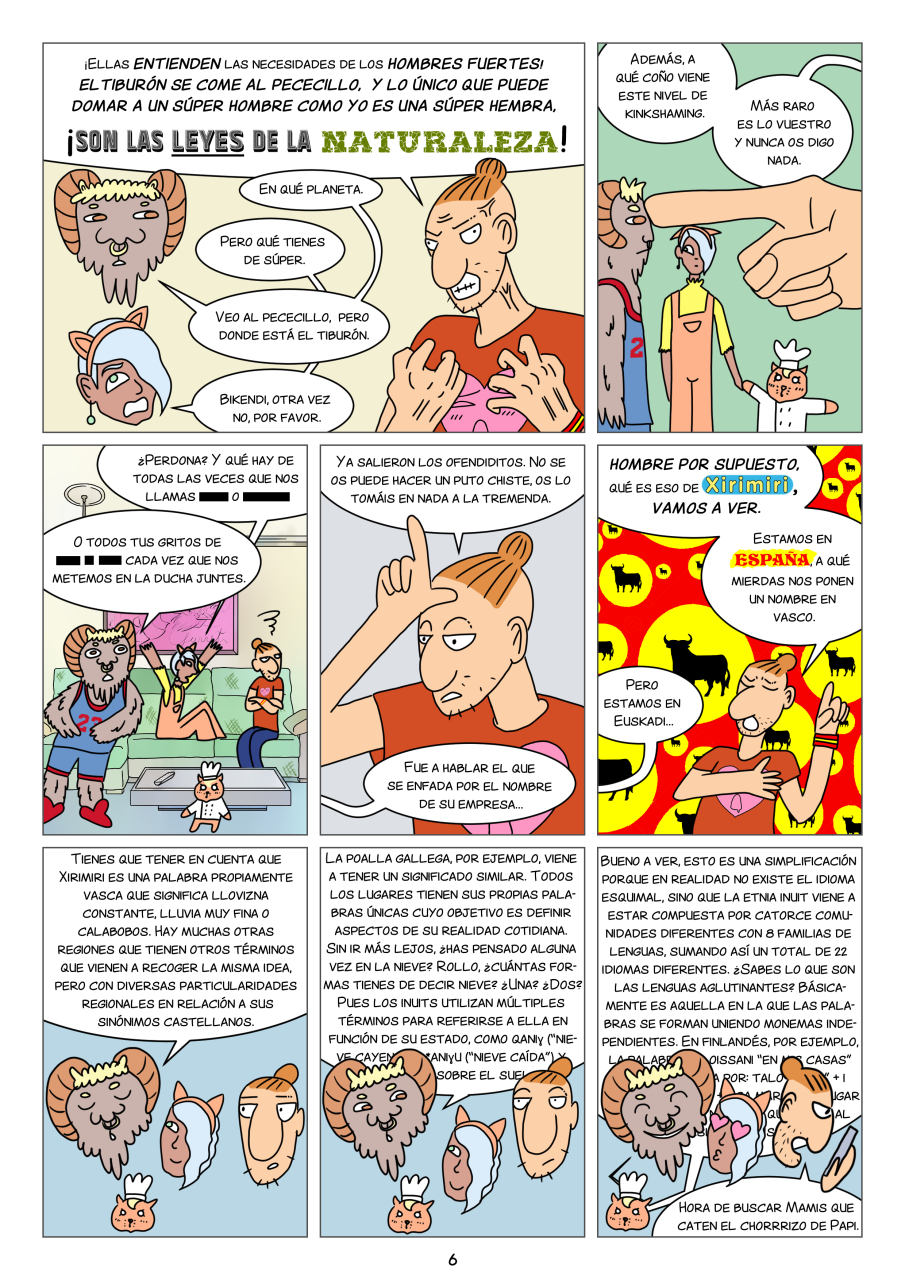 ¡ELLAS ENTIENDEN LAS NECESIDADES DE LOS HOMBRES FUERTES!
EL TIBURÓN SE COME AL PECECILLO, Y LO ÚNICO QUE PUEDE
DOMAR A UN SÚPER HOMBRE COMO YO ES UNA SÚPER HEMBRA,
¡SON LAS LEYES DE LA NATURALEZA!
EN QUÉ PLANETA.
PERO QUÉ TIENES
DE SÚPER.
VEO AL PECECILLO, PERO
DONDE ESTÁ EL TIBURÓN.
BIKENDI, OTRA VEZ
NO, POR FAVOR.
ADEMÁS, A
QUÉ COÑO VIENE
ESTE NIVEL DE
KINKSHAMING.
MÁS RARO
ES LO VUESTRO
Y NUNCA OS DIGO
NADA.
2
¿PERDONA? Y QUÉ HAY DE
TODAS LAS VECES QUE NOS
LLAMAS O
O TODOS TUS GRITOS DE
CADA VEZ QUE NOS
METEMOS EN LA DUCHA JUNTES.
22
YA SALIERON LOS OFENDIDITOS. NO SE
OS PUEDE HACER UN PUTO CHISTE, OS LO
TOMÁIS EN NADA A LA TREMENDA.
FUE A HABLAR EL QUE
SE ENFADA POR EL NOMBRE
DE SU EMPRESA...
HOMBRE POR SUPUESTO,
QUÉ ES ESO DE Xirimiri,
VAMOS A VER.
ESTAMOS EN
ESPAÑA, A QUÉ
MIERDAS NOS PONEN
UN NOMBRE EN
VASCO.
PERO
ESTAMOS EN
EUSKADI...
TIENES QUE TENER EN CUENTA QUE
XIRIMIRI ES UNA PALABRA PROPIAMENTE
VASCA QUE SIGNIFICA LLOVIZNA
CONSTANTE, LLUVIA MUY FINA O
CALABOBOS. HAY MUCHAS OTRAS
REGIONES QUE TIENEN OTROS TÉRMINOS
QUE VIENEN A RECOGER LA MISMA IDEA,
PERO CON DIVERSAS PARTICULARIDADES
REGIONALES EN RELACIÓN A SUS
SINÓNIMOS CASTELLANOS.
LA POALLA GALLEGA, POR EJEMPLO, VIENE
A TENER UN SIGNIFICADO SIMILAR. TODOS
LOS LUGARES TIENEN SUS PROPIAS PALA-
BRAS ÚNICAS CUYO OBJETIVO ES DEFINIR
ASPECTOS DE SU REALIDAD COTIDIANA.
SIN IR MÁS LEJOS, ¿HAS PENSADO ALGUNA
VEZ EN LA NIEVE? ROLLO, ¿CUÁNTAS FOR-
MAS TIENES DE DECIR NIEVE? ¿UNA? ¿DOS?
PUES LOS INUITS UTILIZAN MÚLTIPLES
TÉRMINOS PARA REFERIRSE A ELLA EN
FUNCIÓN DE SU ESTADO, COMO QANIY ("NIE-
VE CAYEN ("NIEVE CAÍDA") Y
SOBRE EL
BUENO A VER, ESTO ES UNA SIMPLIFICACIÓN
PORQUE EN REALIDAD NO EXISTE EL IDIOMA
ESQUIMAL, SINO QUE LA ETNIA INUIT VIENE A
ESTAR COMPUESTA POR CATORCE COMU-
NIDADES DIFERENTES CON 8 FAMILIAS DE
LENGUAS, SUMANDO ASÍ UN TOTAL DE 22
IDIOMAS DIFERENTES. ¿SABES LO QUE SON
LAS LENGUAS AGLUTINANTES? BÁSICA-
MENTE ES AQUELLA EN LA QUE LAS PALA-
BRAS SE FORMAN UNIENDO MONEMAS INDE-
PENDIENTES. EN FINLANDÉS, POR EJEMPLO,
LA OISSANI "EN CASAS"
POR: TALO + I
HORA DE BUSCAR MAMIS QUE
CATEN EL CHORRRIZO DE PAPI.
6